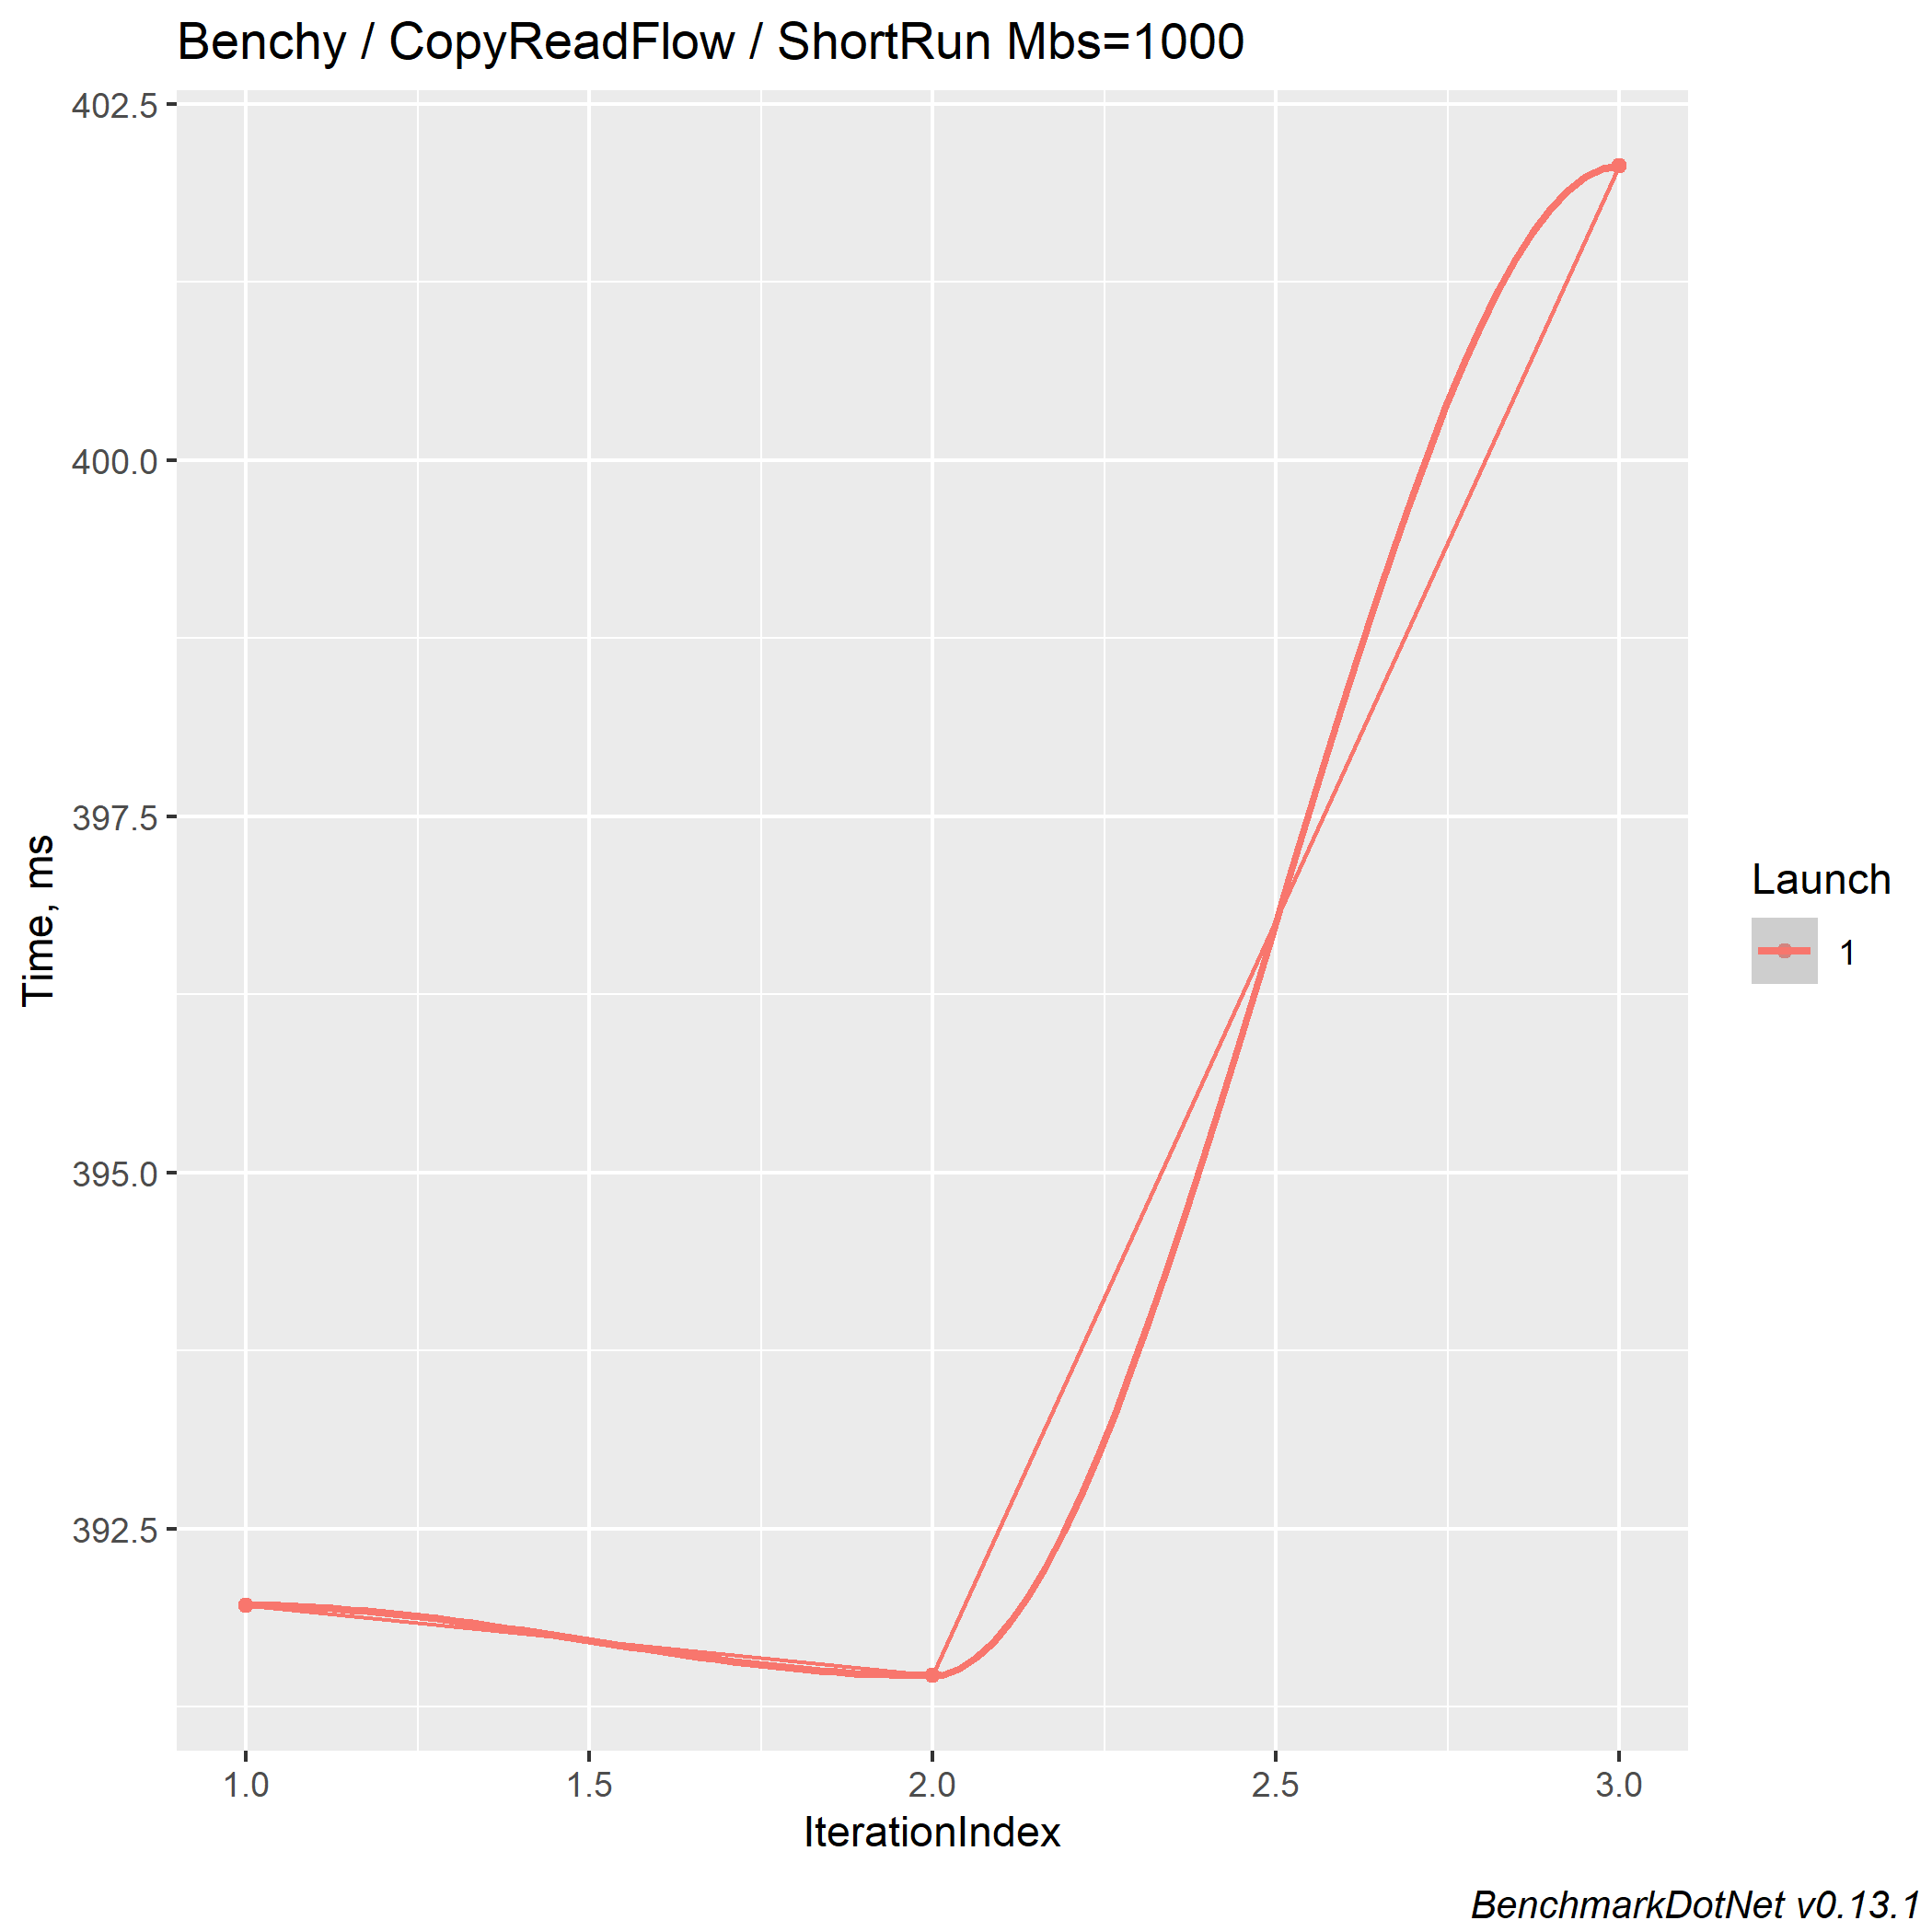 Benchy / CopyReadFlow / ShortRun Mbs=1000
402.5
400.0
397.5
395.0
392.5
Time, ms
1.0 1.5 2.0 2.5 3.0
IterationIndex
Launch
1
BenchmarkDotNet v0.13.1